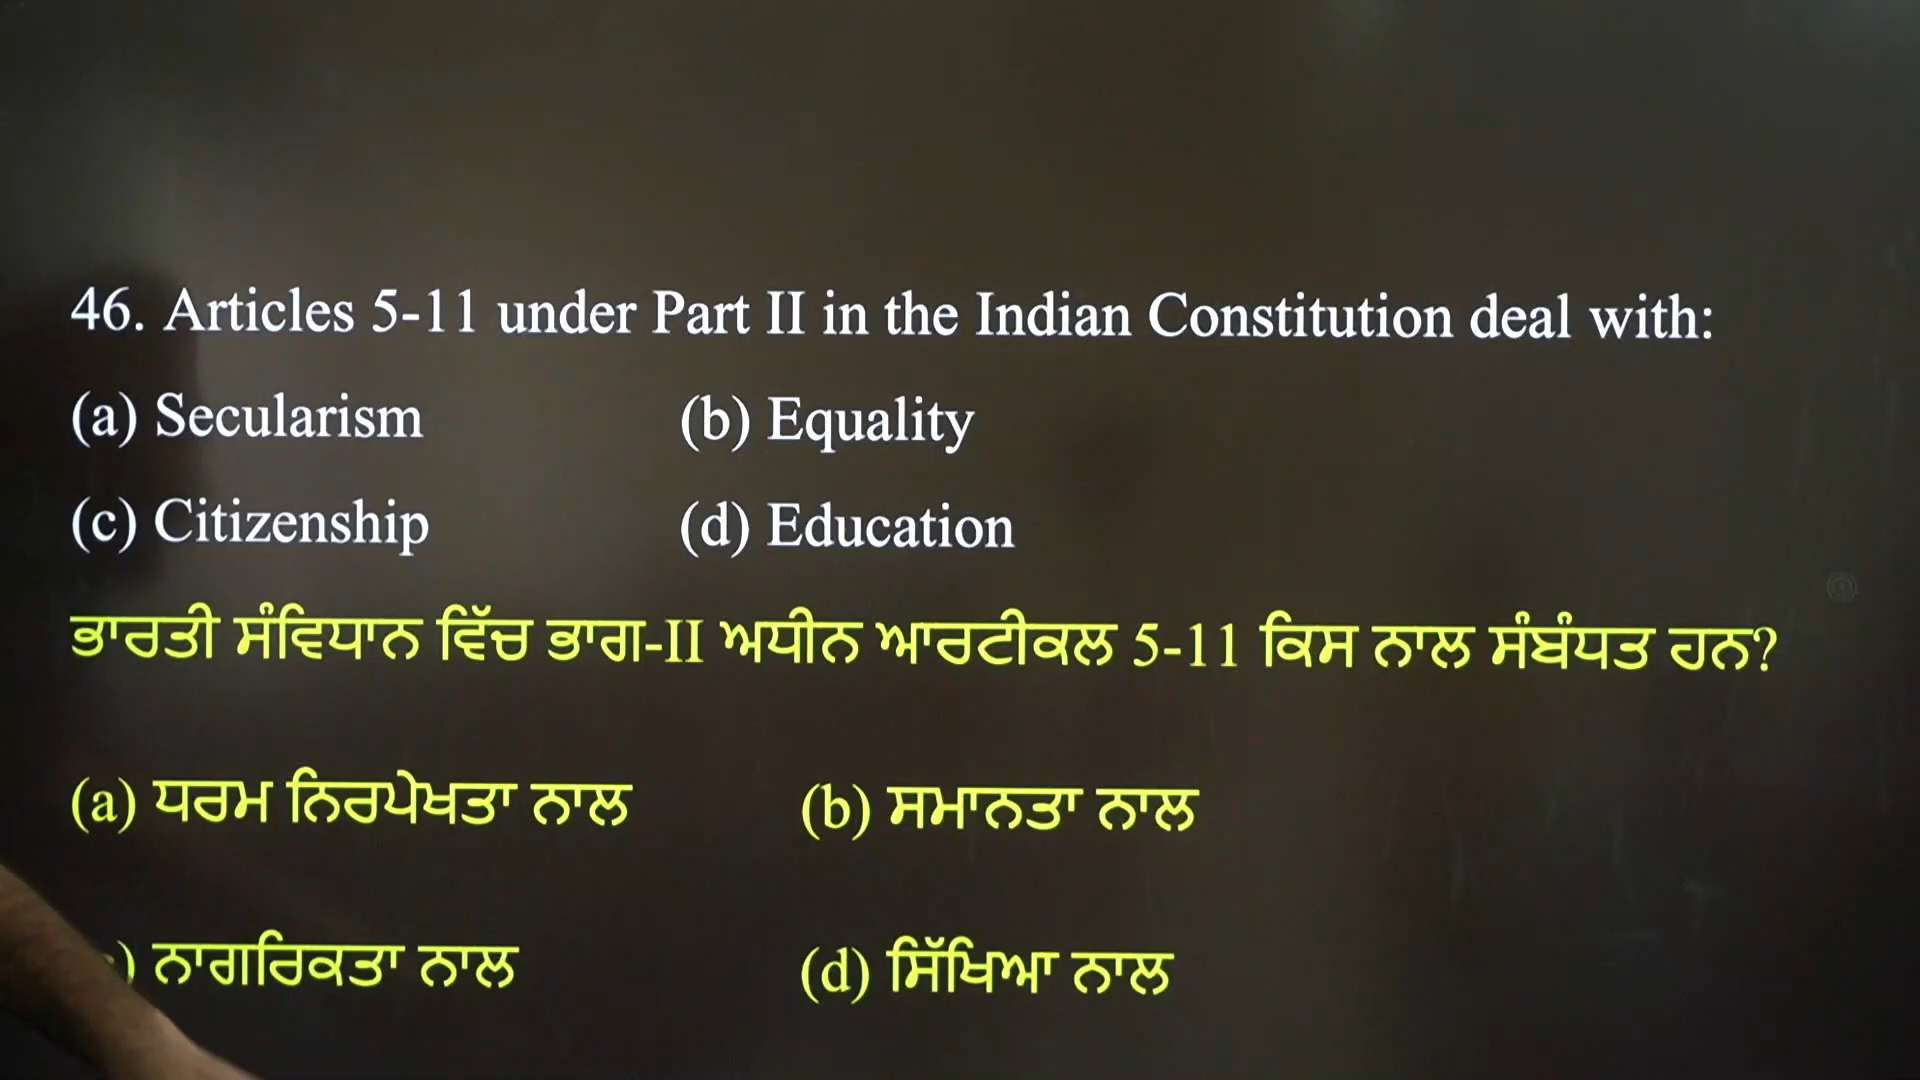 46. Articles 5-11 under Part II in the Indian Constitution deal with:
(a) Secularism (b) Equality
(c) Citizenship (d) Education
ਭਾਰਤੀ ਸੰਵਿਧਾਨ ਵਿੱਚ ਭਾਗ-II ਅਧੀਨ ਆਰਟੀਕਲ 5-11 ਕਿਸ ਨਾਲ ਸੰਬੰਧਤ ਹਨ?
(a) ਧਰਮ ਨਿਰਪੇਖਤਾ ਨਾਲ (b) ਸਮਾਨਤਾ ਨਾਲ
) ਨਾਗਰਿਕਤਾ ਨਾਲ (d) ਸਿੱਖਿਆ ਨਾਲ